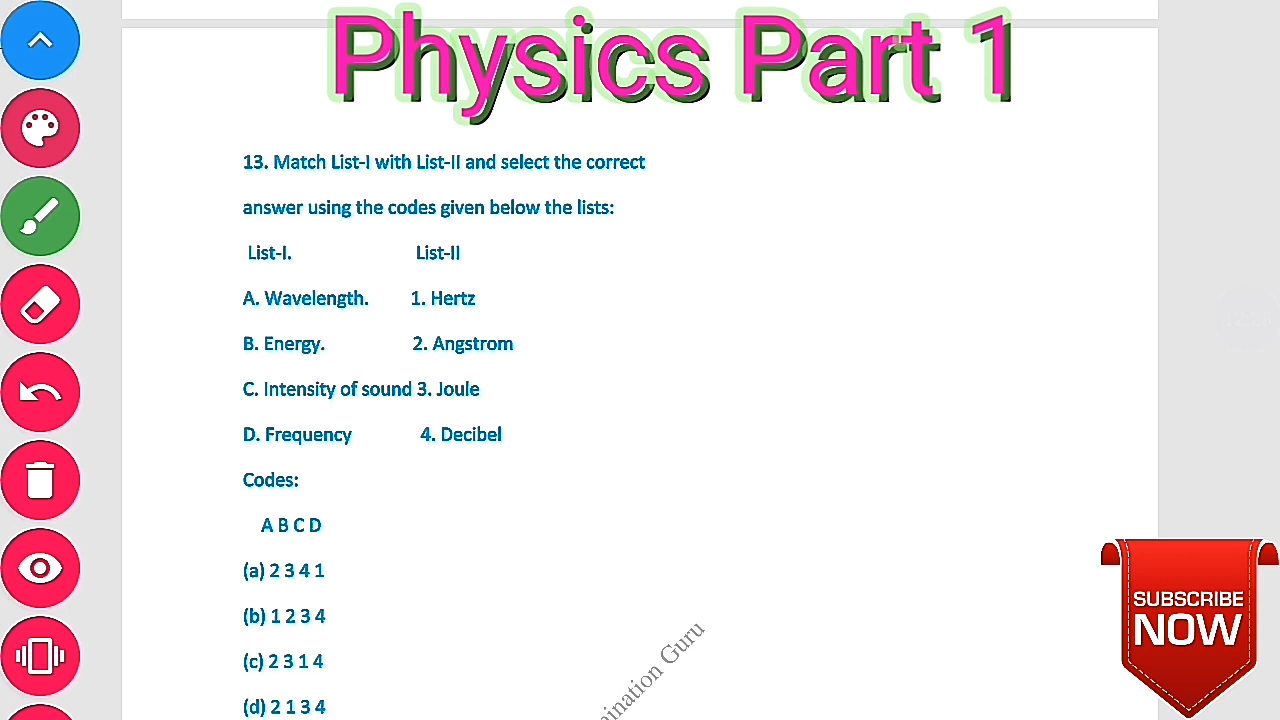 Physics Part 1
13. Match List-I with List-II and select the correct
answer using the codes given below the lists:
List-I. List-II
A. Wavelength. 1. Hertz
B. Energy. 2. Angstrom
C. Intensity of sound 3. Joule
D. Frequency 4. Decibel
Codes:
A B C D
(a) 2 3 4 1
(b) 1 2 3 4
(c) 2 3 1 4
(d) 2 1 3 4
Guru
SUBSCRIBE
NOW